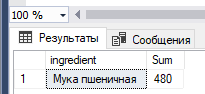 100 %
Результаты Сообщения
ingredient Sum
1 Мука пшеничная 480